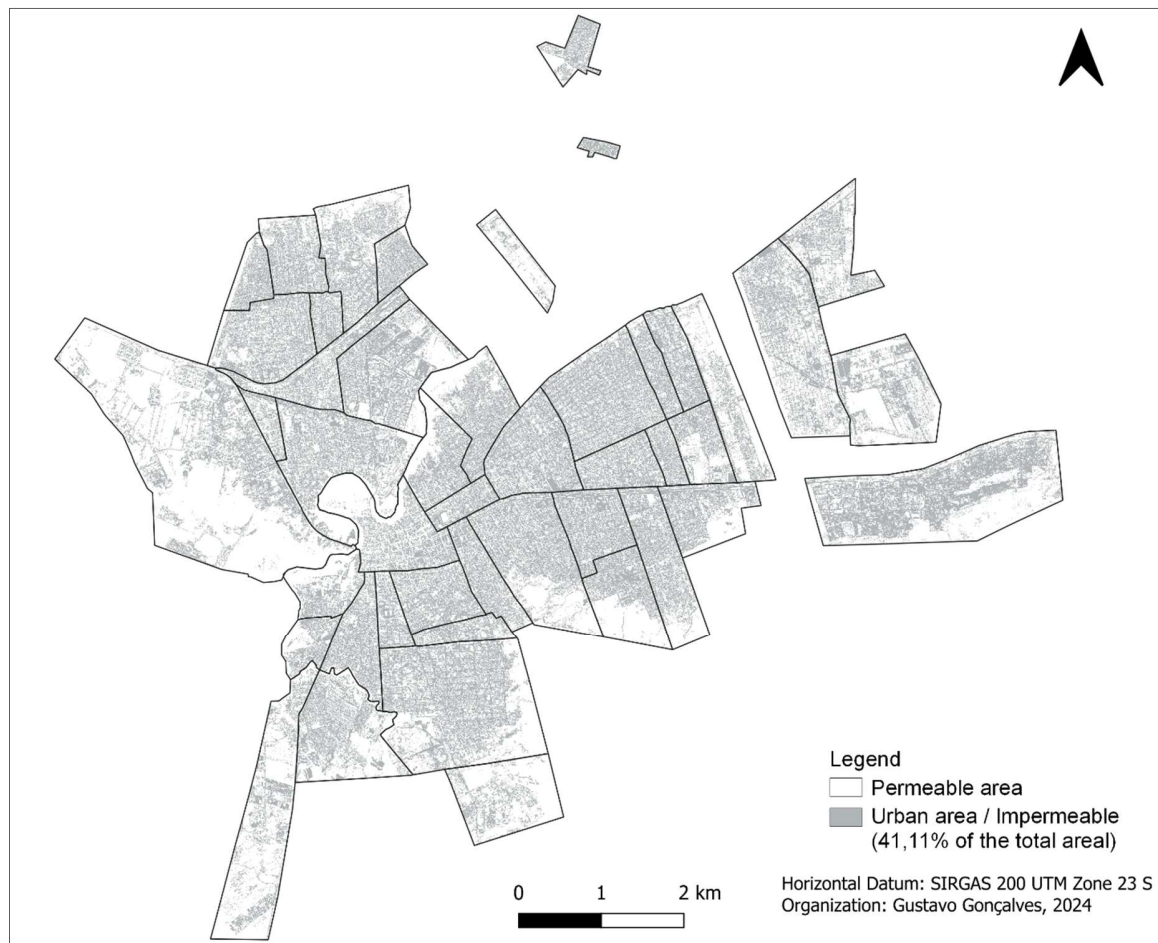 Legend
Permeable area
Urban area / Impermeable
(41,11% of the total areal)
0 1 2 km
Horizontal Datum: SIRGAS 200 UTM Zone 23 S
Organization: Gustavo Gonçalves, 2024